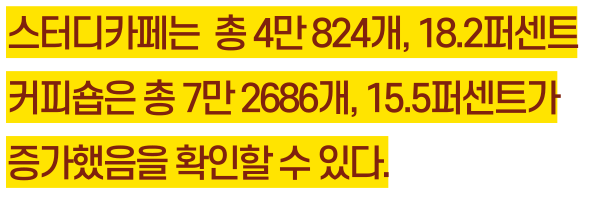 스터디카페는 총 4만 824개, 18.2퍼센트
커피숍은 총 7만 2686개, 15.5퍼센트가
증가했음을 확인할 수 있다.